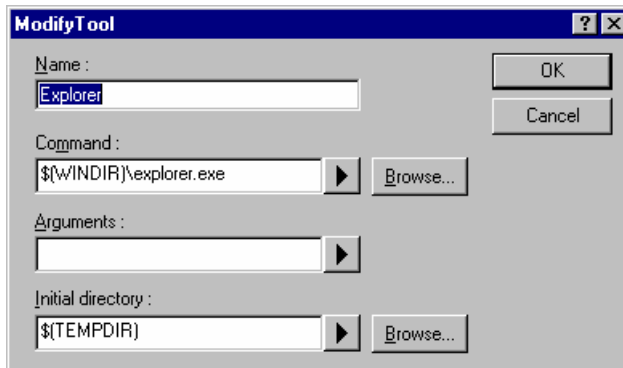 ModifyTool
Name :
Explorer
OK
Cancel
Command :
$(WINDIR)\explorer.exe
Browse...
Arguments :
Initial directory :
$(TEMPDIR)
Browse...